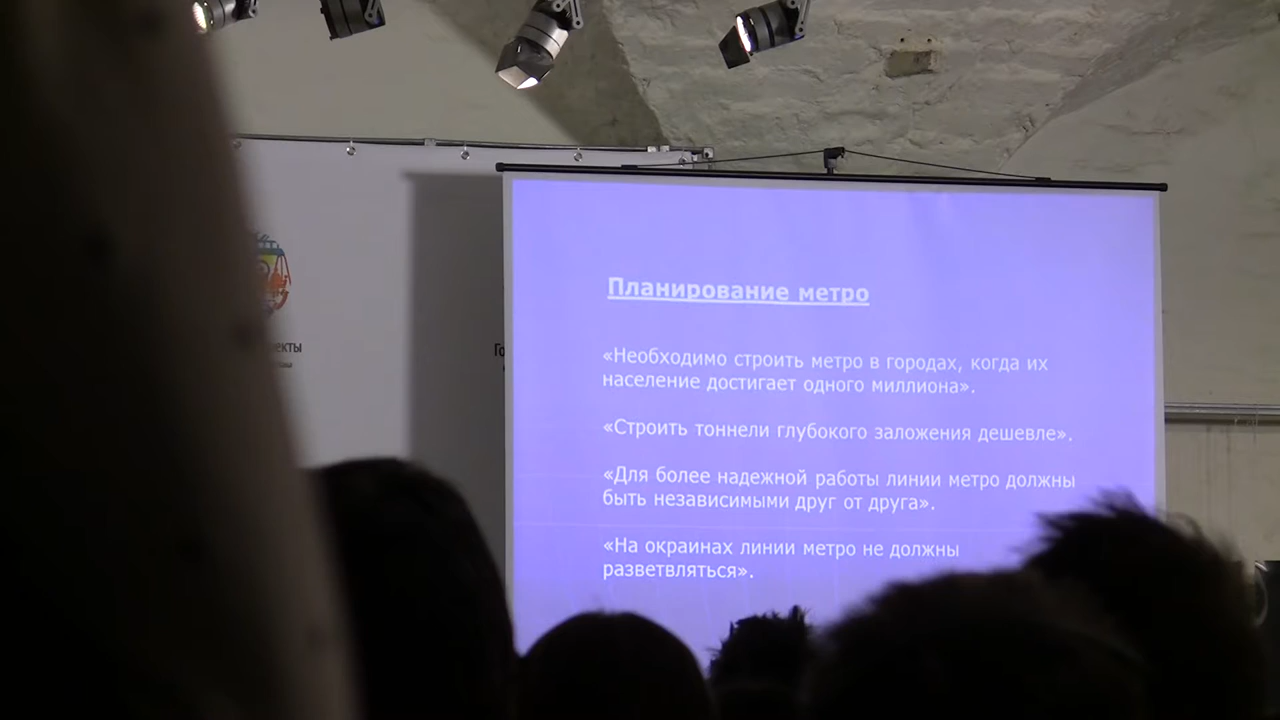 Планирование метро
«Необходимо строить метро в городах, когда их
население достигает одного миллиона».
«Строить тоннели глубокого заложения дешевле».
«Для более надежной работы линии метро должны
быть независимыми друг от друга».
«На окраинах линии метро не должны
разветвляться».